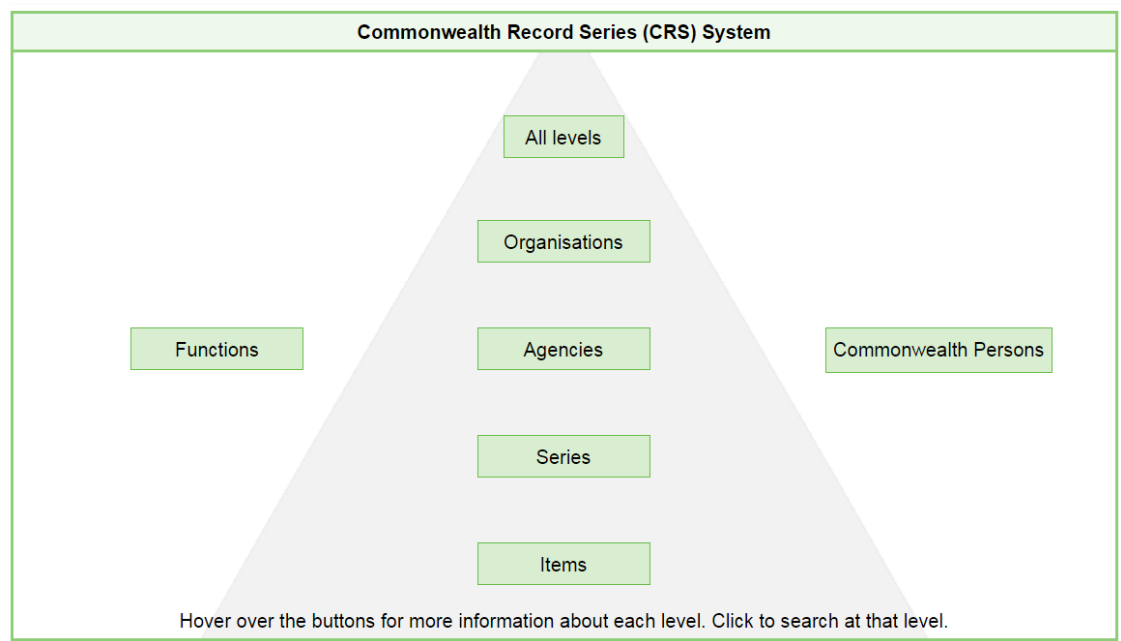 Commonwealth Record Series (CRS) System
All levels
Organisations
Functions
Agencies
Commonwealth Persons
Series
Items
Hover over the buttons for more information about each level. Click to search at that level.